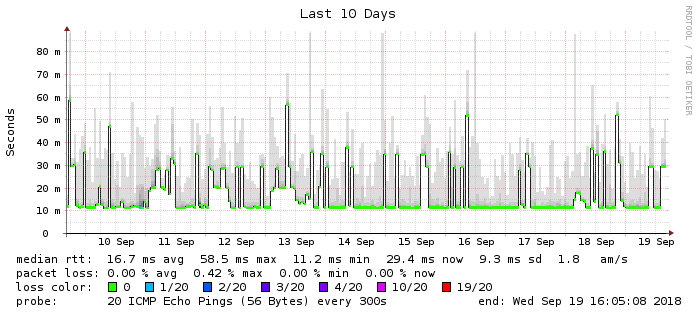 Last 10 Days
RRDTOOL / TOBI OETIKER
Seconds
80 m
70 m
60 m
50 m
40 m
30 m
20 m
10 m
0
10 Sep 11 Sep 12 Sep 13 Sep 14 Sep 15 Sep 16 Sep 17 Sep 18 Sep 19 Sep
median rtt: 16.7 ms avg 58.5 ms max 11.2 ms min 29.4 ms now 9.3 ms sd 1.8 am/s
packet loss: 0.00 % avg 0.42 % max 0.00 % min 0.00 % now
loss color: 0 1/20 2/20 3/20 4/20 10/20 19/20
probe: 20 ICMP Echo Pings (56 Bytes) every 300s end: Wed Sep 19 16:05:08 2018